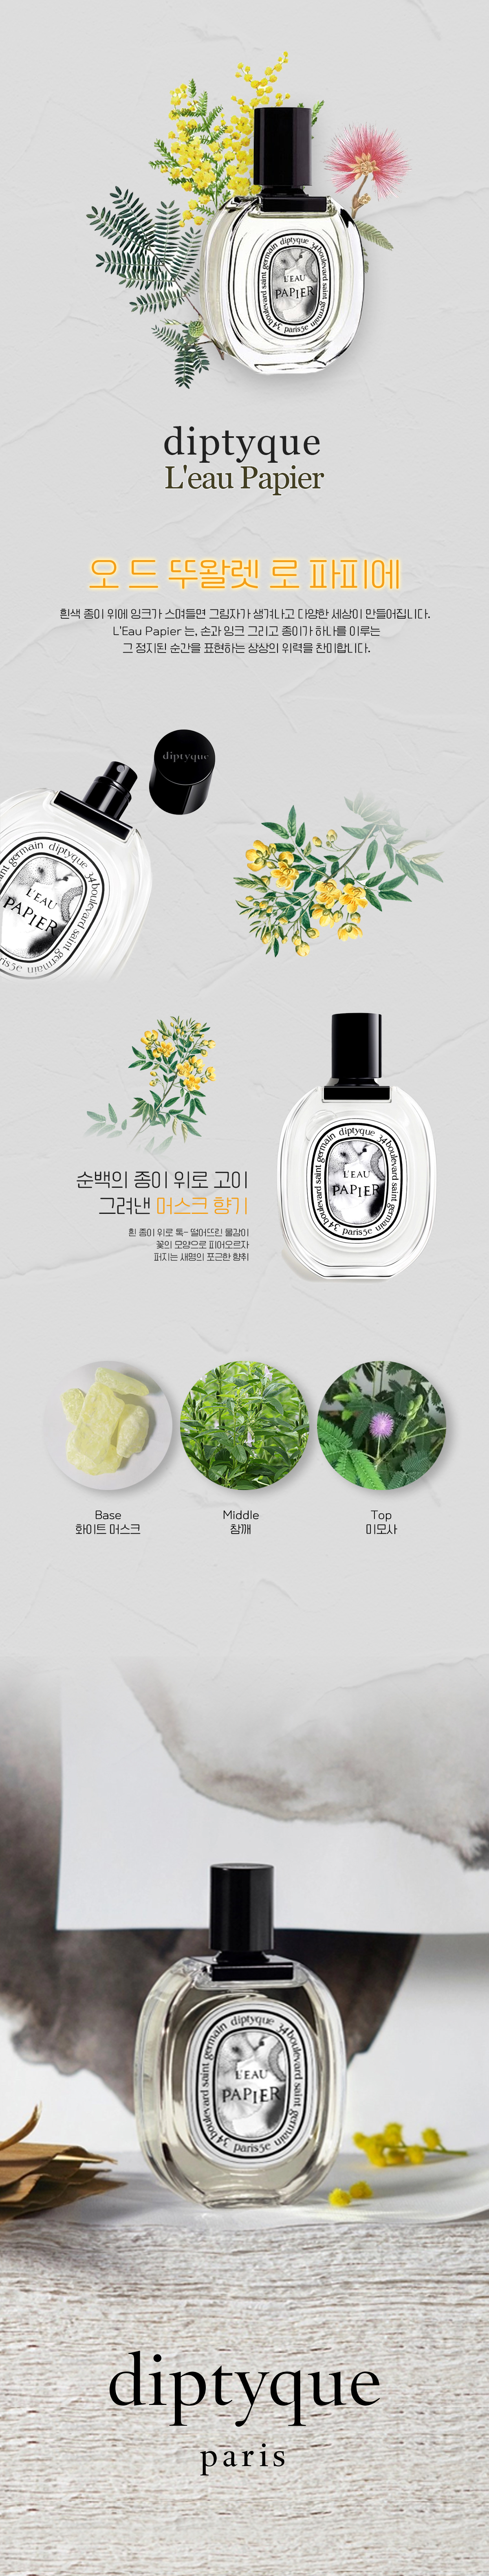 diptyque
34 boulevard saint germain
paris 5e
L'EAU
PAPIER
diptyque
L'eau Papier
오 드 뚜왈렛 로 파피에
흰색 종이 위에 잉크가 스며들면 그림자가 생겨나고 다양한 세상이 만들어집니다.
L'Eau Papier 는, 손과 잉크 그리고 종이가 하나를 이루는
그 정지된 순간을 표현하는 상상의 위력을 찬미합니다.
diptyque
diptyque 34 boulevard saint germain
paris 5e
L'EAU
PAPIER
순백의 종이 위로 고이
그려낸 머스크 향기
흰 종이 위로 톡- 떨어뜨린 물감이
꽃의 모양으로 피어오르자
퍼지는 새명의 포근한 향취
diptyque
34 boulevard saint germain
paris 5e
L'EAU
PAPIER
Base
화이트 머스크
Middle
참깨
Top
미모사
diptyque
34 boulevard saint germain
paris 5e
L'EAU
PAPIER
diptyque
paris